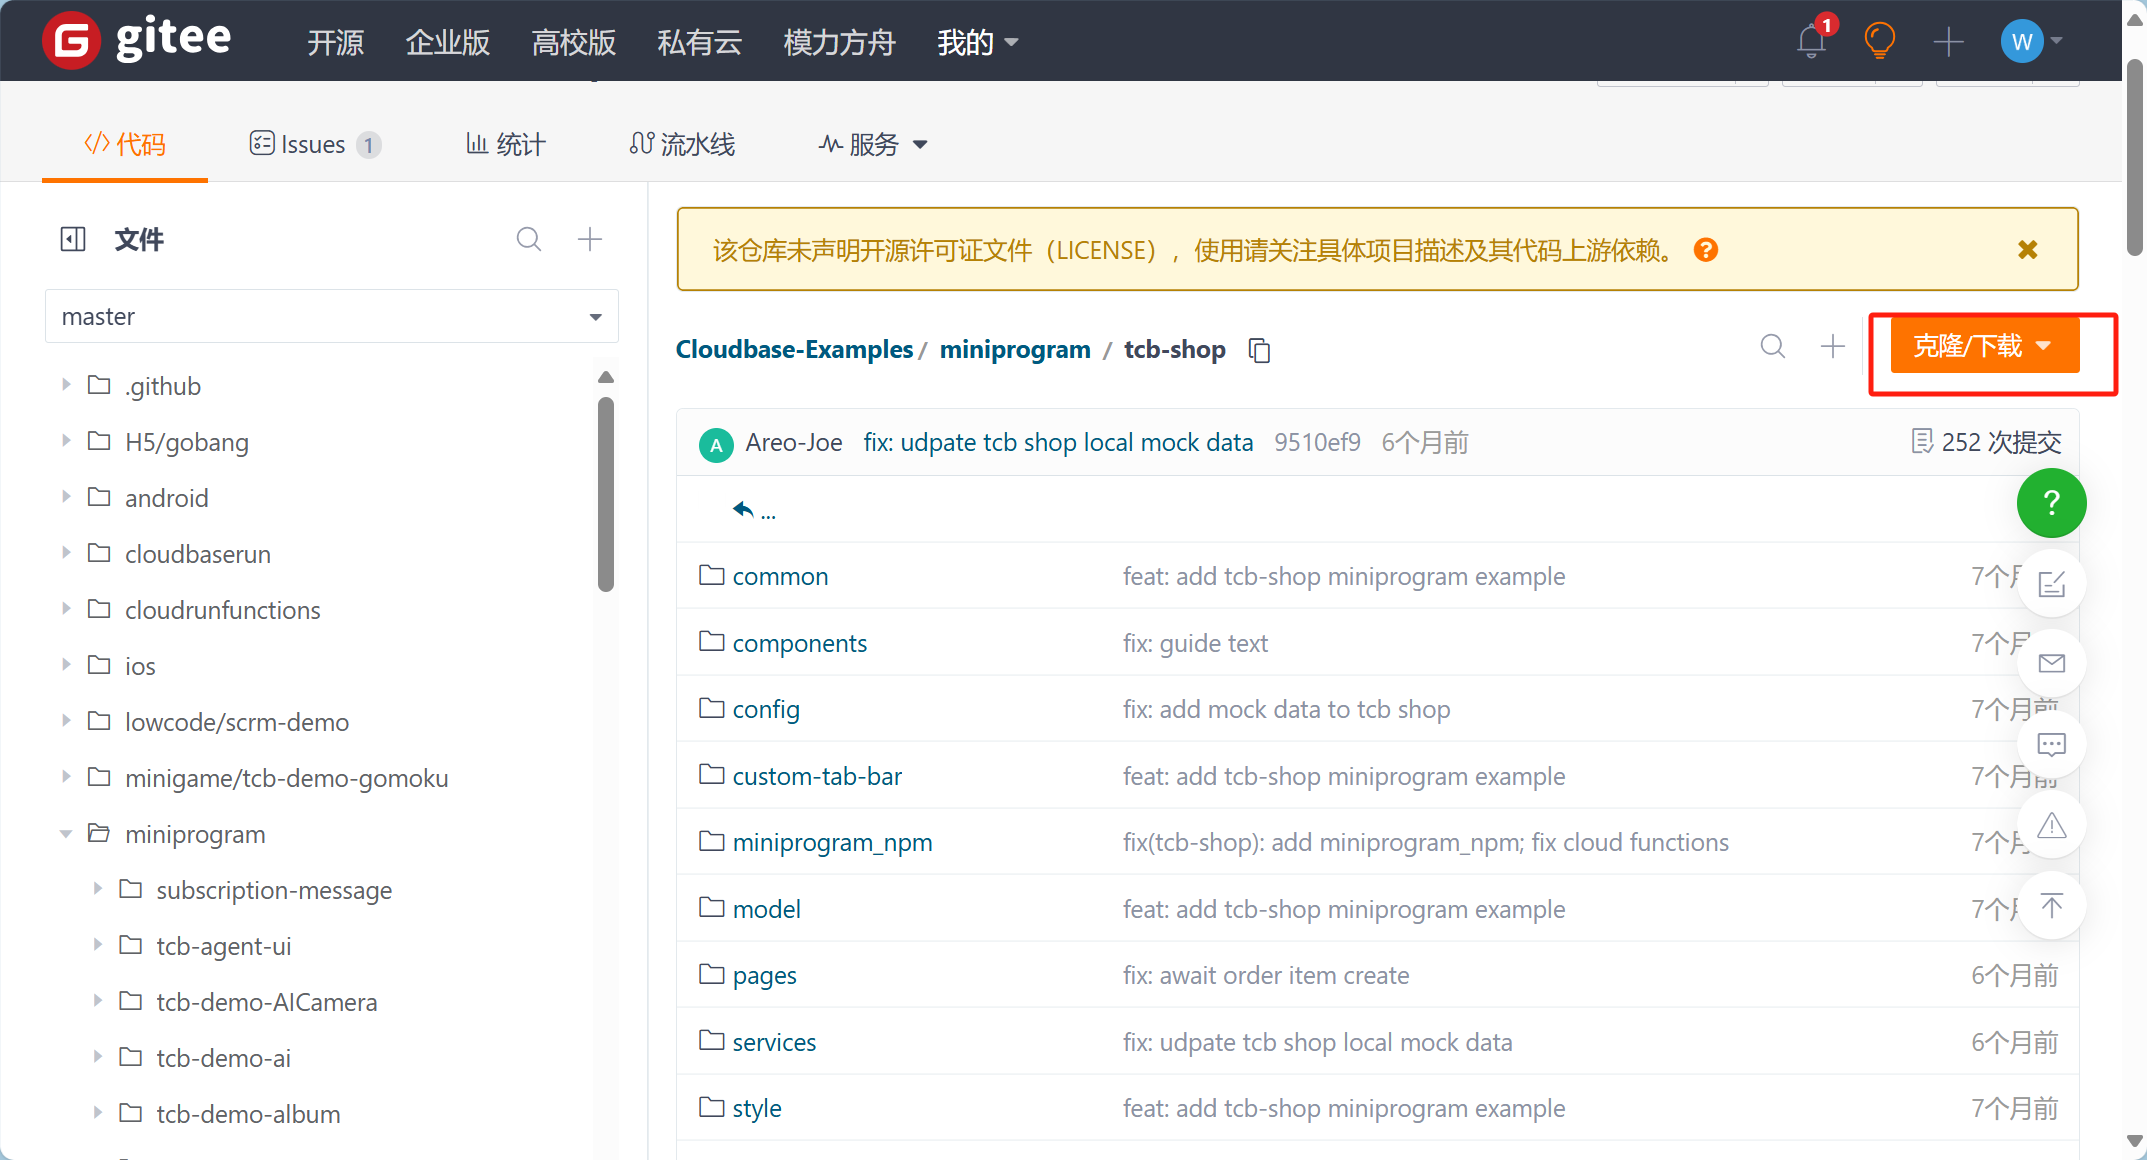 gitee 开源 企业版 高校版 私有云 模力方舟 我的 1 W
代码 Issues 1 统计 流水线 服务
文件
master
.github
H5/gobang
android
cloudbaserun
cloudrunfunctions
ios
lowcode/scrm-demo
minigame/tcb-demo-gomoku
miniprogram
subscription-message
tcb-agent-ui
tcb-demo-AICamera
tcb-demo-ai
tcb-demo-album
该仓库未声明开源许可证文件（LICENSE），使用请关注具体项目描述及其代码上游依赖。 ?
Cloudbase-Examples / miniprogram / tcb-shop 克隆/下载
A Areo-Joe fix: udpate tcb shop local mock data 9510ef9 6个月前 252 次提交
...
?
common feat: add tcb-shop miniprogram example 7个月
components fix: guide text 7个月
config fix: add mock data to tcb shop 7个月前
custom-tab-bar feat: add tcb-shop miniprogram example 7个月前
miniprogram_npm fix(tcb-shop): add miniprogram_npm; fix cloud functions 7个月
model feat: add tcb-shop miniprogram example 7个月
pages fix: await order item create 6个月前
services fix: udpate tcb shop local mock data 6个月前
style feat: add tcb-shop miniprogram example 7个月前